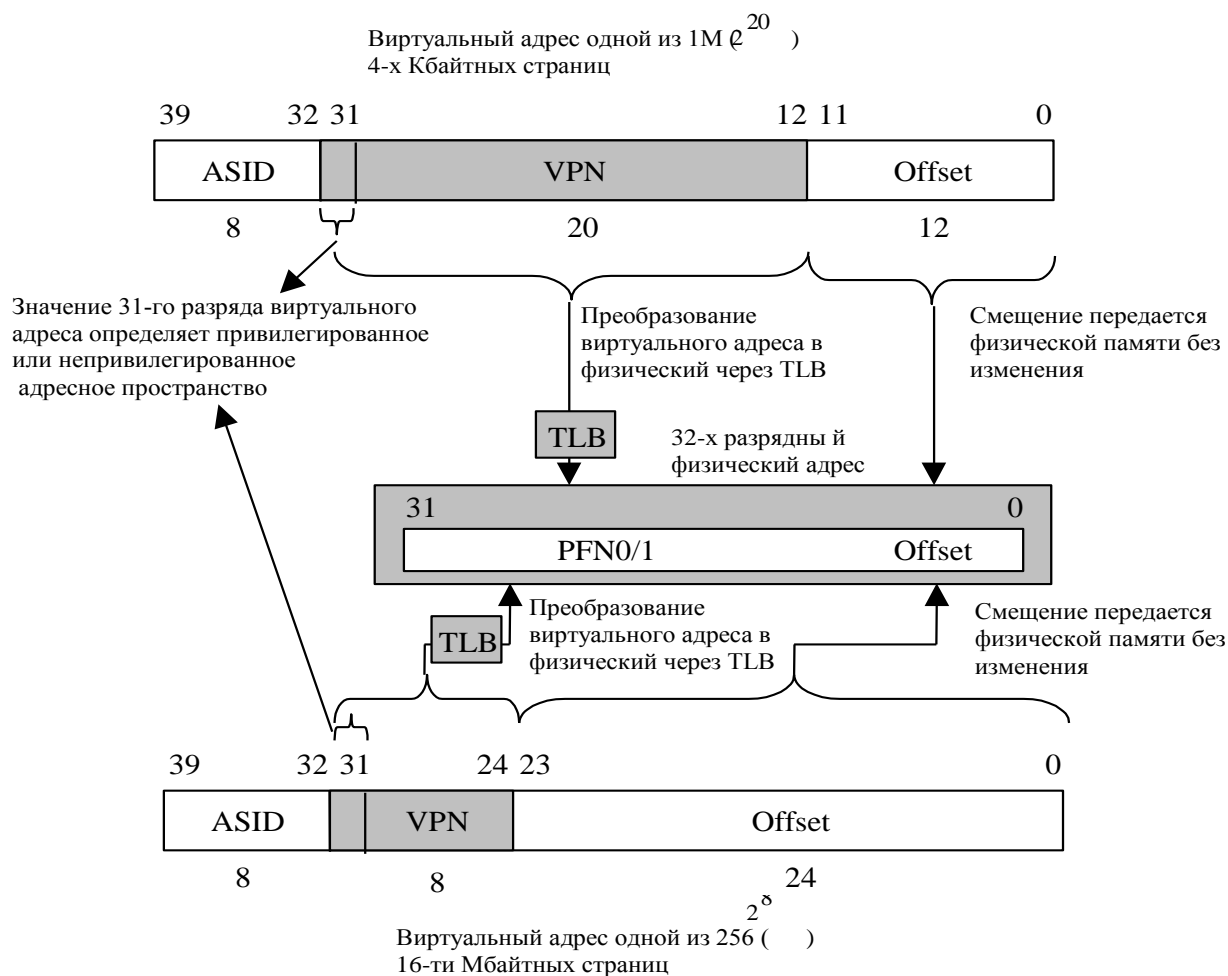 20
Виртуальный адрес одной из 1М (2 )
4-х Кбайтных страниц
39 32 31 12 11 0
ASID VPN Offset
8 20 12
Значение 31-го разряда виртуального
адреса определяет привилегированное
или непривилегированное
адресное пространство
Преобразование
виртуального адреса в
физический через TLB
Смещение передается
физической памяти без
изменения
TLB
32-х разрядны й
физический адрес
31 0
PFN0/1 Offset
TLB
Преобразование
виртуального адреса в
физический через TLB
Смещение передается
физической памяти без
изменения
39 32 31 24 23 0
ASID VPN Offset
8 8 24
2 8
Виртуальный адрес одной из 256 ( )
16-ти Мбайтных страниц